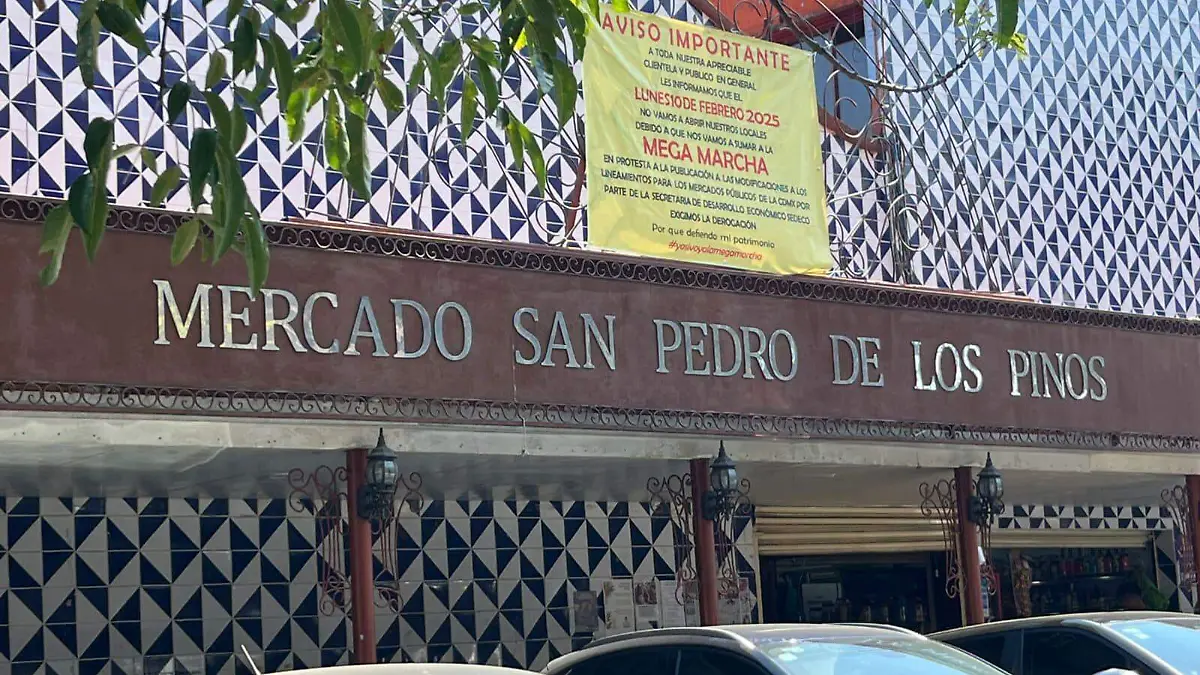 AVISO IMPORTANTE
A TODA NUESTRA APRECIABLE
CLIENTELA Y PUBLICO EN GENERAL
LES INFORMAMOS QUE EL
LUNES 10 DE FEBRERO 2025
NO VAMOS A ABRIR NUESTROS LOCALES
DEBIDO A QUE NOS VAMOS A SUMAR A LA
MEGA MARCHA
EN PROTESTA A LA PUBLICACIÓN A LAS MODIFICACIONES A LOS
LINEAMIENTOS PARA LOS MERCADOS PÚBLICOS DE LA CDMX POR
PARTE DE LA SECRETARIA DE DESARROLLO ECONÓMICO SEDECO
EXIGIMOS LA DEROGACIÓN
Por que defiendo mi patrimonio
#yosivoyalamegamarcha
MERCADO SAN PEDRO DE LOS PINOS